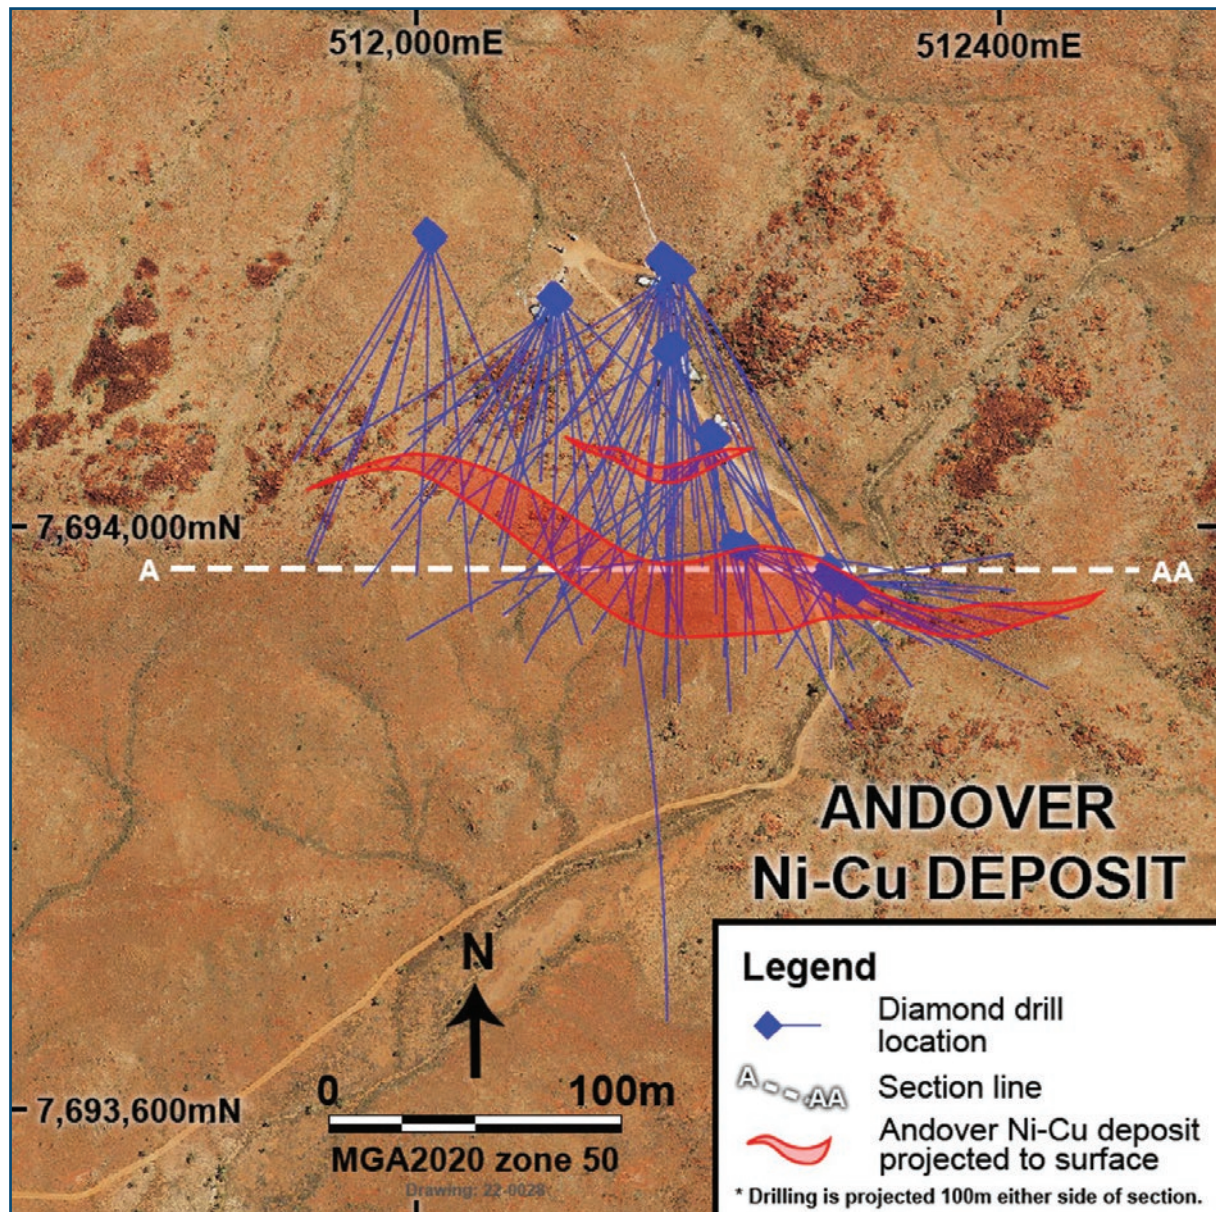 512,000mE
512400mE
7,694,000mN
A
AA
ANDOVER
Ni-Cu DEPOSIT
N
0
100m
7,693,600mN
MGA2020 zone 50
Drawing: 22-0028
Legend
Diamond drill
location
A
AA
Section line
Andover Ni-Cu deposit
projected to surface
* Drilling is projected 100m either side of section.